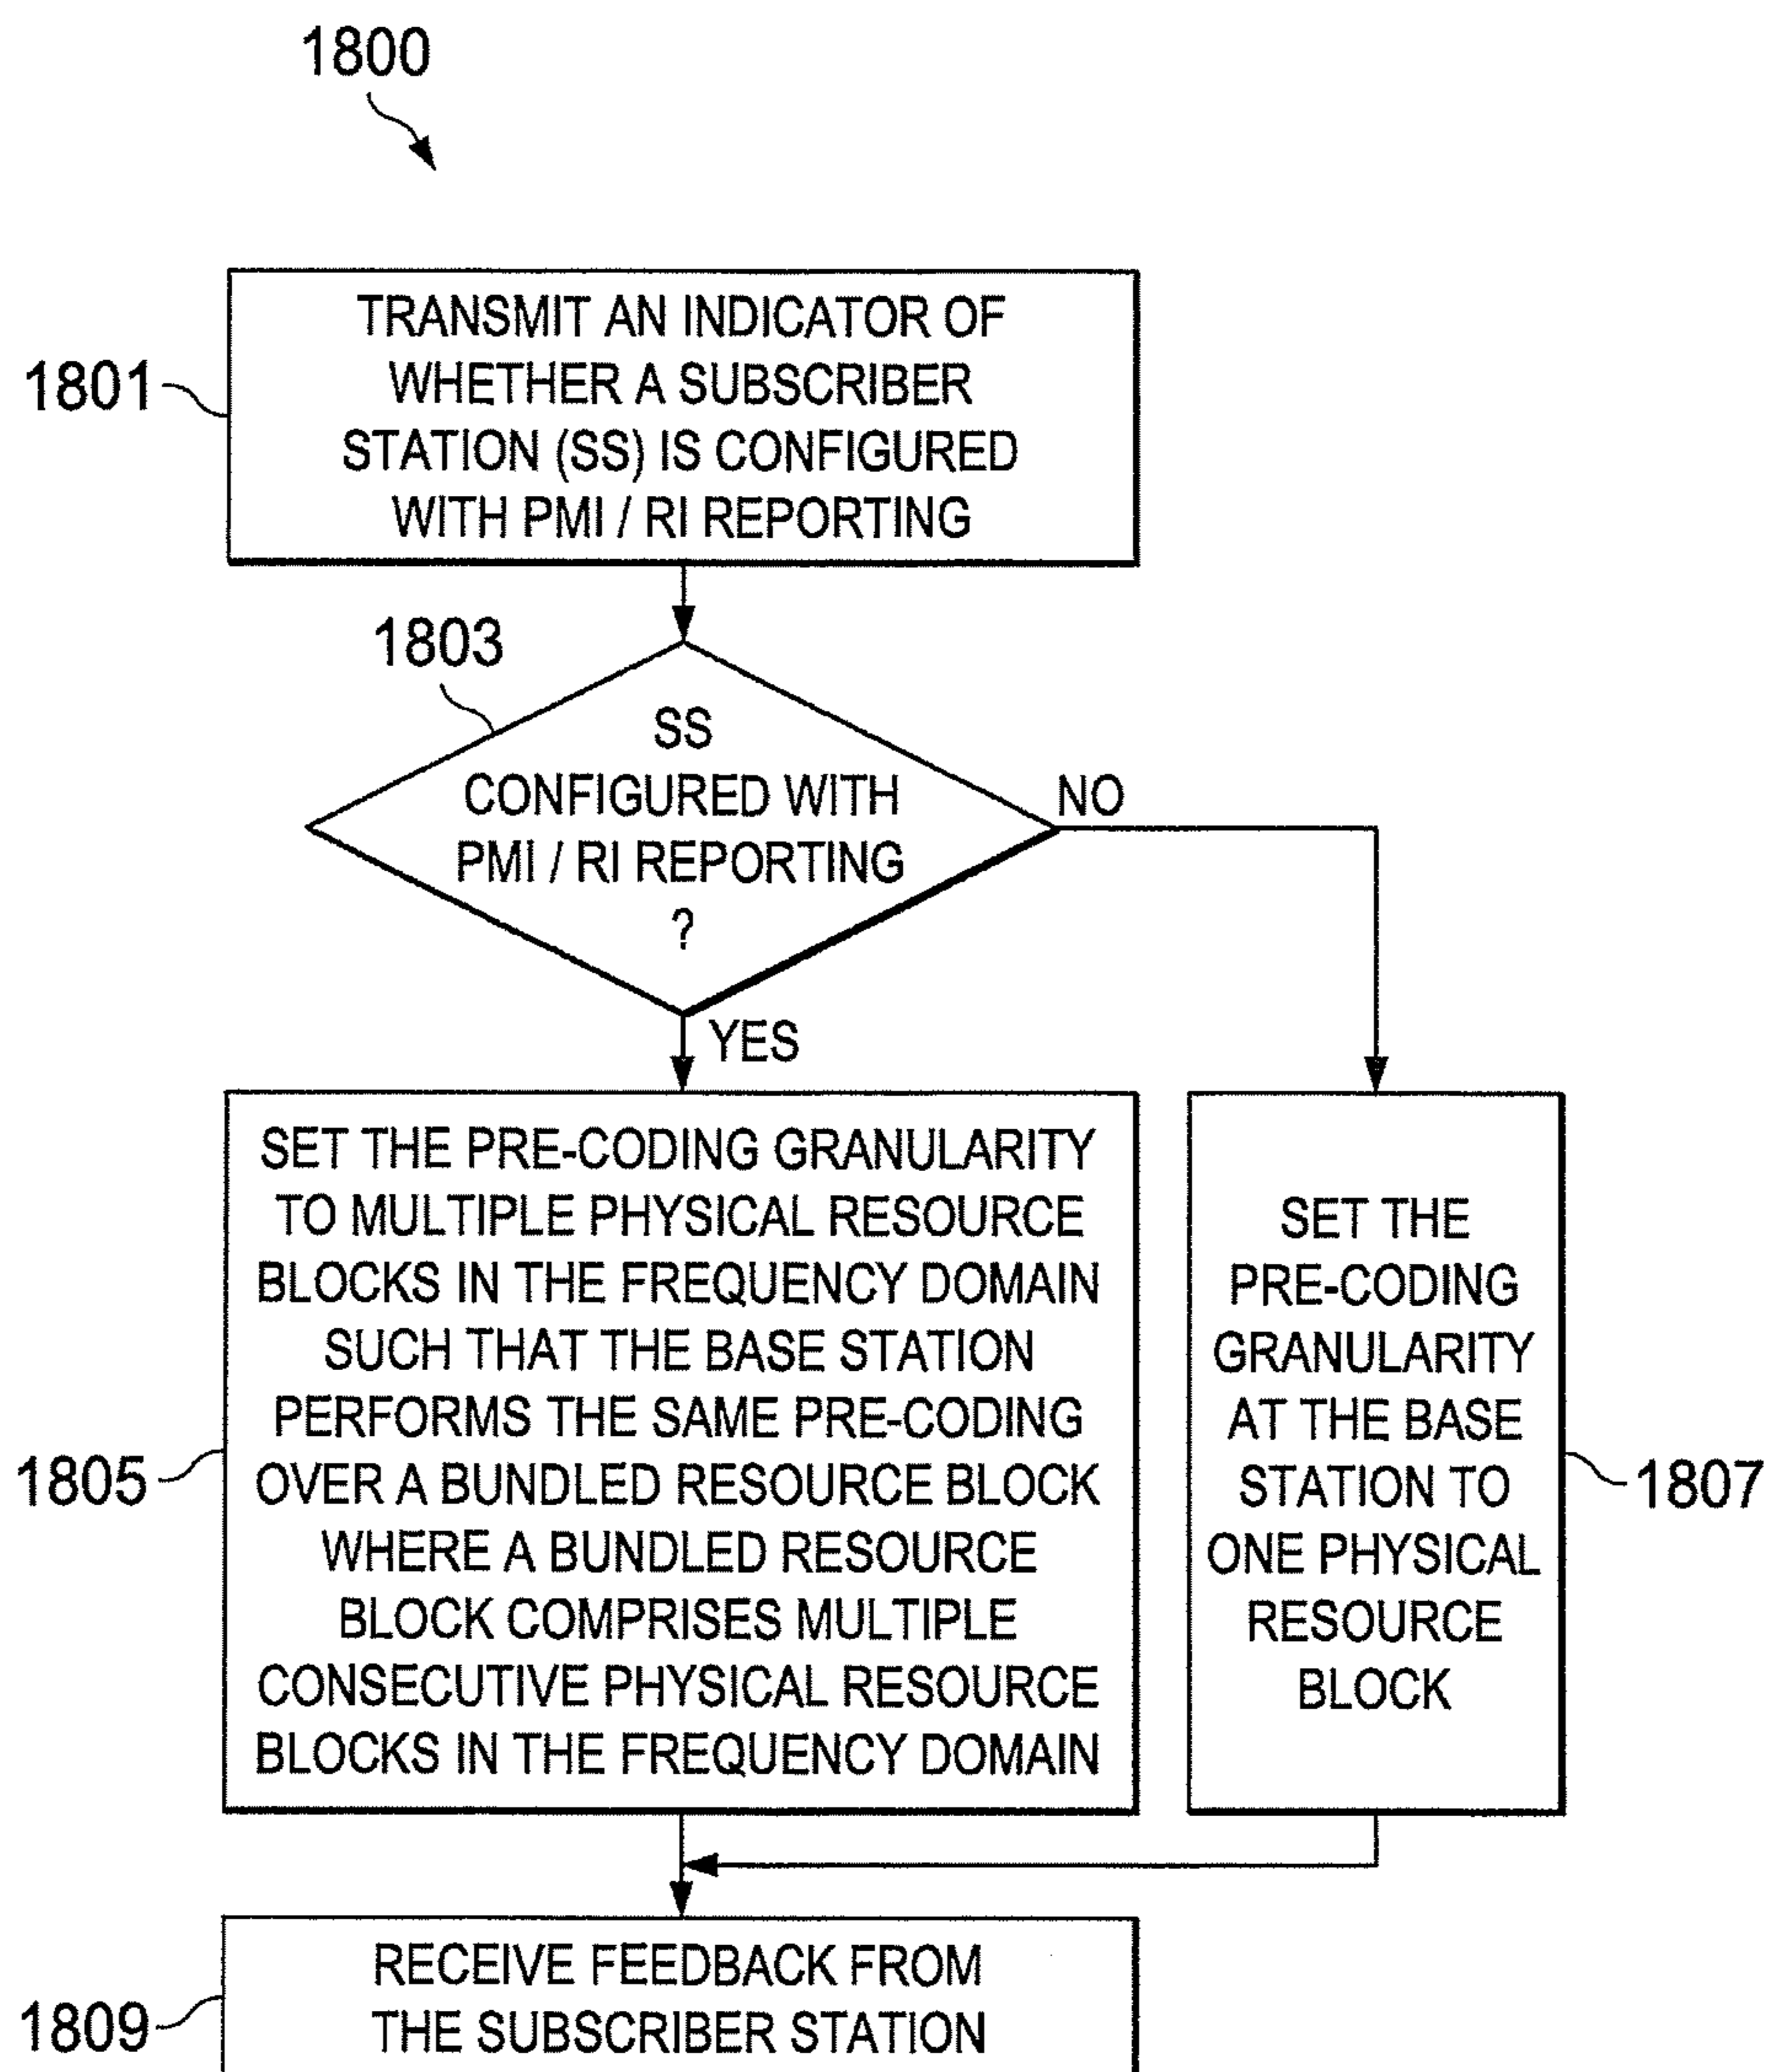 1800
1801
TRANSMIT AN INDICATOR OF
WHETHER A SUBSCRIBER
STATION (SS) IS CONFIGURED
WITH PMI / RI REPORTING
1803
SS
CONFIGURED WITH
PMI / RI REPORTING
?
NO
YES
1805
SET THE PRE-CODING GRANULARITY
TO MULTIPLE PHYSICAL RESOURCE
BLOCKS IN THE FREQUENCY DOMAIN
SUCH THAT THE BASE STATION
PERFORMS THE SAME PRE-CODING
OVER A BUNDLED RESOURCE BLOCK
WHERE A BUNDLED RESOURCE
BLOCK COMPRISES MULTIPLE
CONSECUTIVE PHYSICAL RESOURCE
BLOCKS IN THE FREQUENCY DOMAIN
SET THE
PRE-CODING
GRANULARITY
AT THE BASE
STATION TO
ONE PHYSICAL
RESOURCE
BLOCK
1807
1809
RECEIVE FEEDBACK FROM
THE SUBSCRIBER STATION